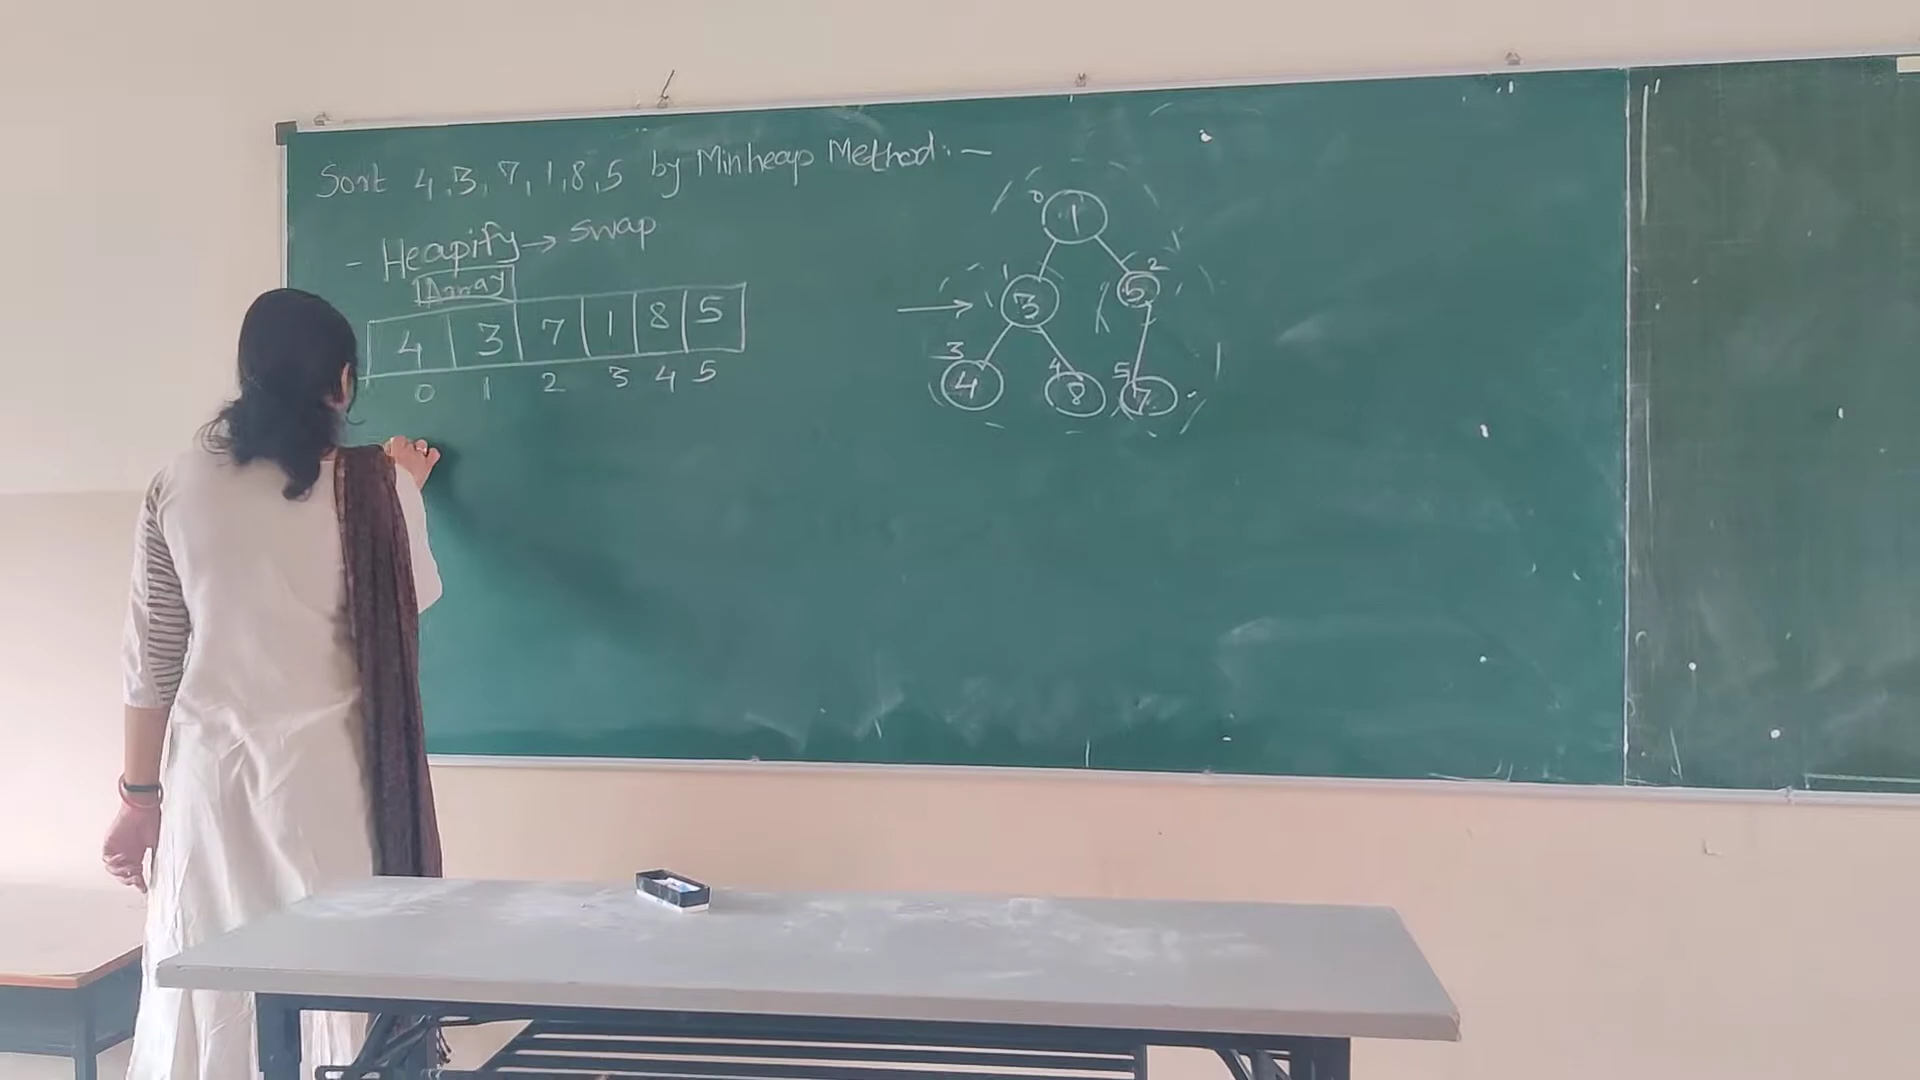 Sort 4,3,7,1,8,5 by Minheap Method:-
- Heapify → swap
Array
4 3 7 1 8 5
0 1 2 3 4 5
0
1
1 2
3 5
3 4 5
4 8 7